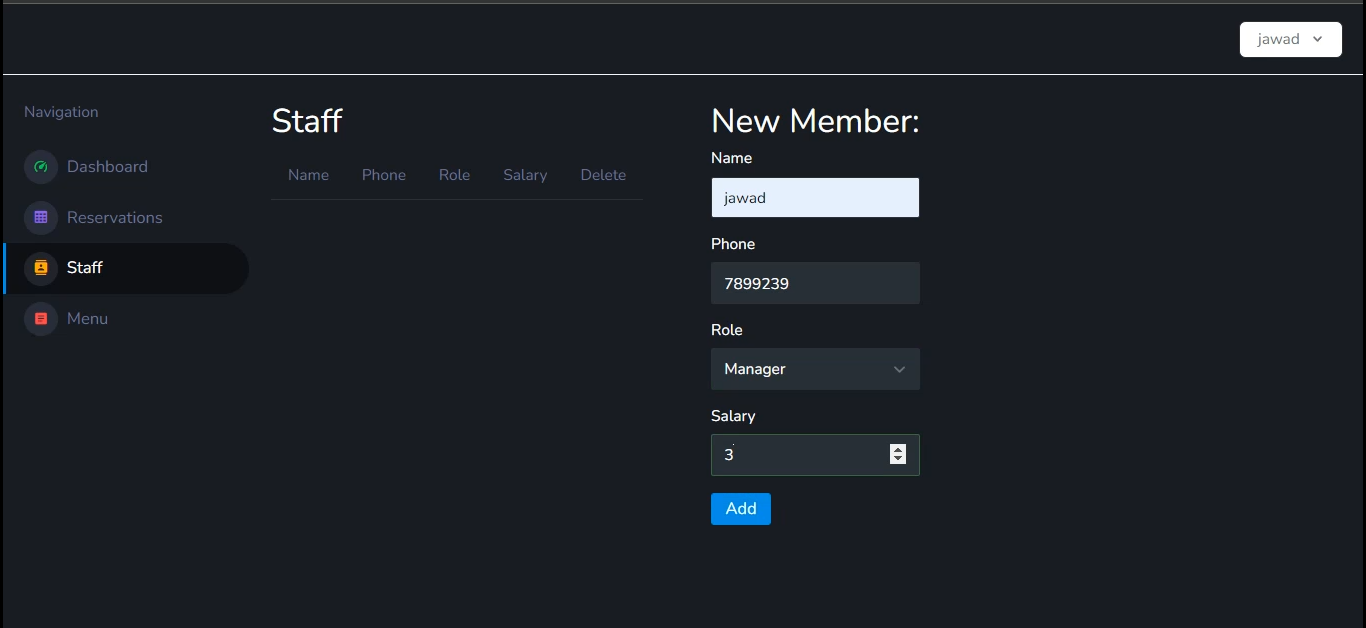 jawad
Navigation
Dashboard
Reservations
Staff
Menu
Staff
Name Phone Role Salary Delete
New Member:
Name
jawad
Phone
7899239
Role
Manager
Salary
3
Add